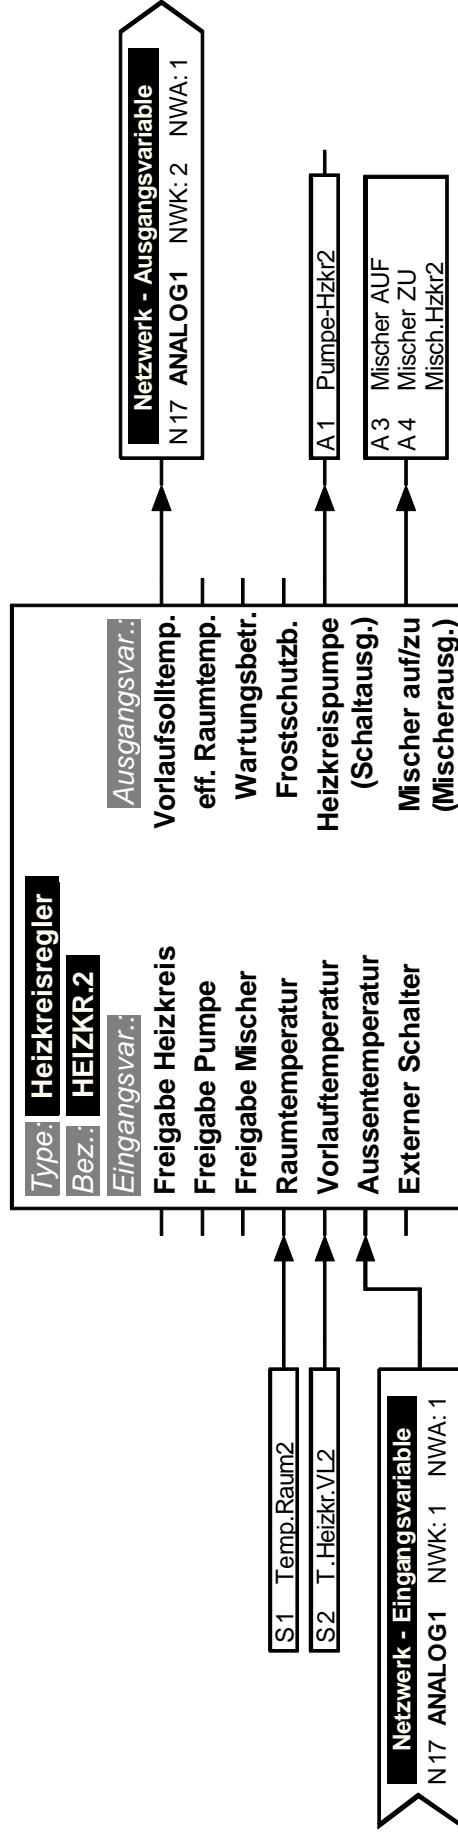 Type: Heizkreisregler
Bez.: HEIZKR.2
Eingangsvar.: Ausgangsvar.:
Freigabe Heizkreis
Freigabe Pumpe
Freigabe Mischer
Raumtemperatur
Vorlauftemperatur
Aussentemperatur
Externer Schalter
Vorlaufsolltemp.
eff. Raumtemp.
Wartungsbetr.
Frostschutzb.
Heizkreispumpe
(Schaltausg.)
Mischer auf/zu
(Mischerausg.)
S1 Temp.Raum2
S2 T.Heizkr.VL2
Netzwerk - Eingangsvariable
N17 ANALOG1 NWK: 1 NWA: 1
Netzwerk - Ausgangsvariable
N17 ANALOG1 NWK: 2 NWA: 1
A 1 Pumpe-Hzkr2
A 3 Mischer AUF
A 4 Mischer ZU
Misch.Hzkr2